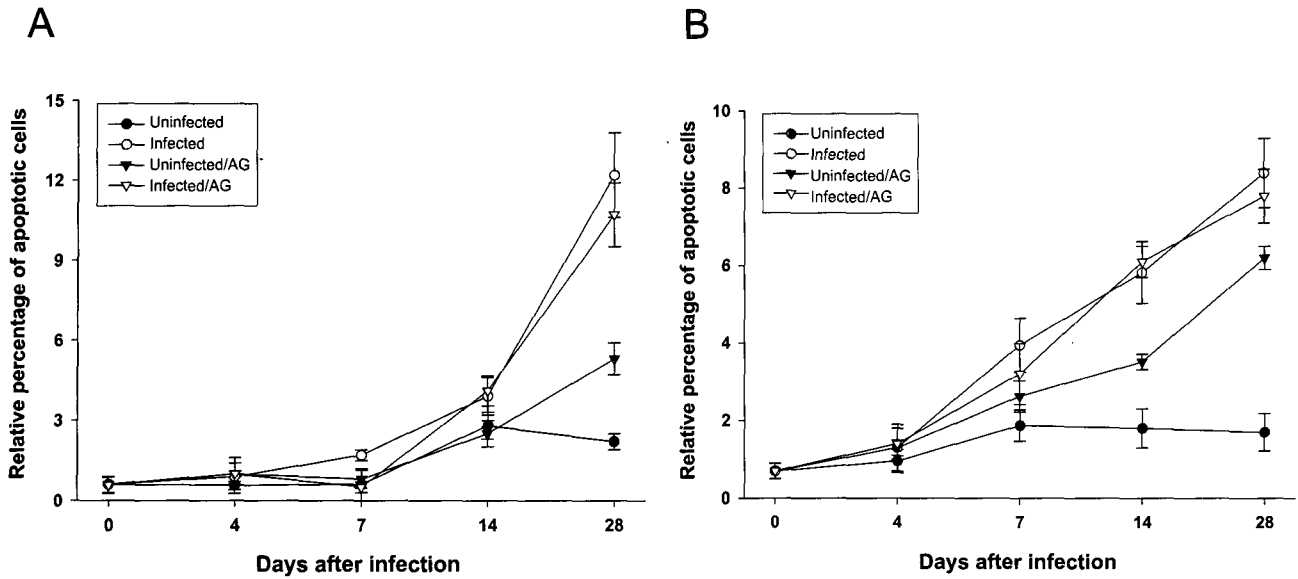 A
Relative percentage of apoptotic cells
15
12
9
6
3
0
Uninfected
Infected
Uninfected/AG
Infected/AG
0 4 7 14 28
Days after infection
B
Relative percentage of apoptotic cells
10
8
6
4
2
0
Uninfected
Infected
Uninfected/AG
Infected/AG
0 4 7 14 28
Days after infection